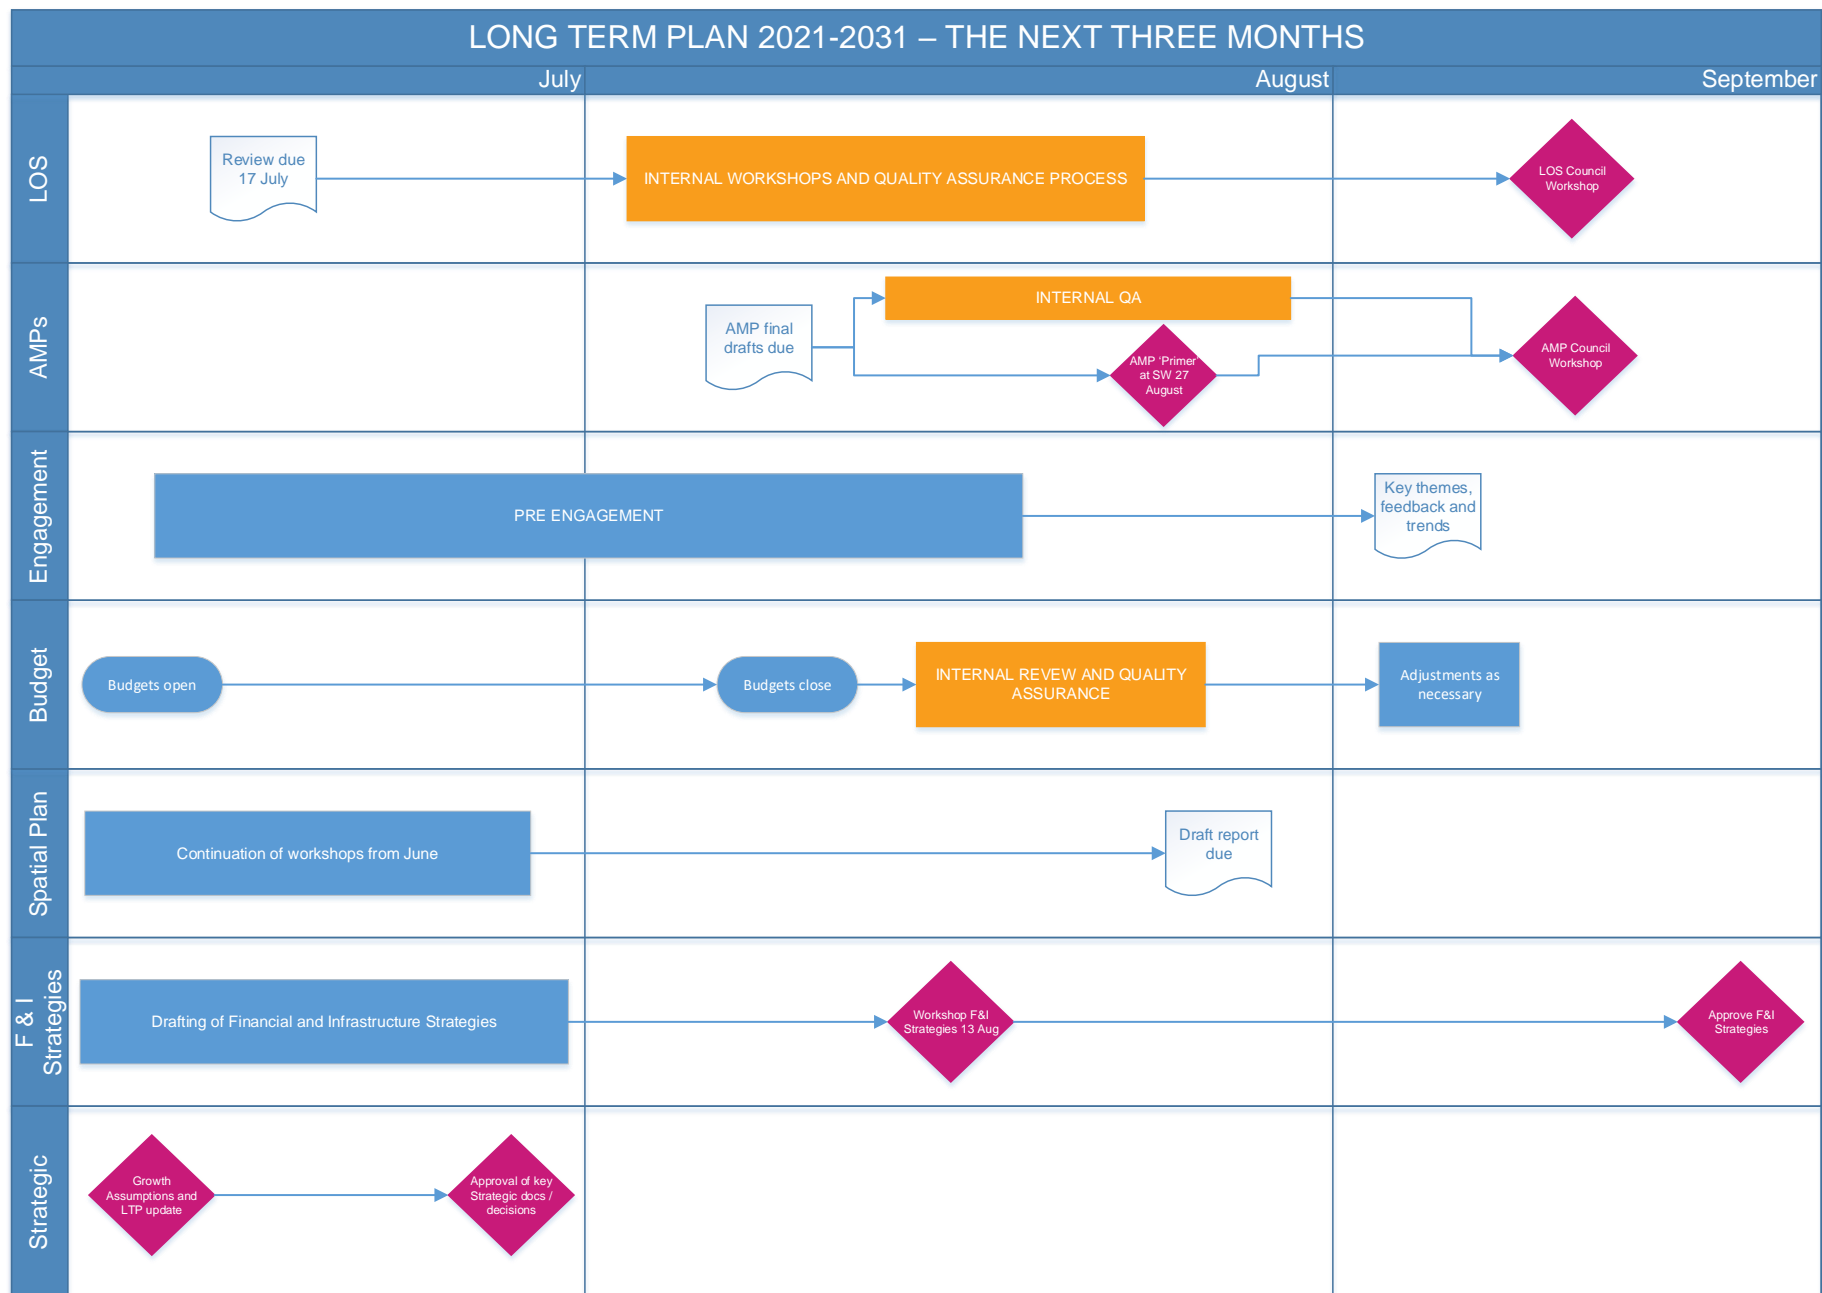 LONG TERM PLAN 2021-2031 – THE NEXT THREE MONTHS
July
August
September
LOS
Review due
17 July
INTERNAL WORKSHOPS AND QUALITY ASSURANCE PROCESS
LOS Council
Workshop
AMPs
AMP final
drafts due
INTERNAL QA
AMP ‘Primer’
at SW 27
August
AMP Council
Workshop
Engagement
PRE ENGAGEMENT
Key themes,
feedback and
trends
Budget
Budgets open
Budgets close
INTERNAL REVEW AND QUALITY
ASSURANCE
Adjustments as
necessary
Spatial Plan
Continuation of workshops from June
Draft report
due
F & I
Strategies
Drafting of Financial and Infrastructure Strategies
Workshop F&I
Strategies 13 Aug
Approve F&I
Strategies
Strategic
Growth
Assumptions and
LTP update
Approval of key
Strategic docs /
decisions